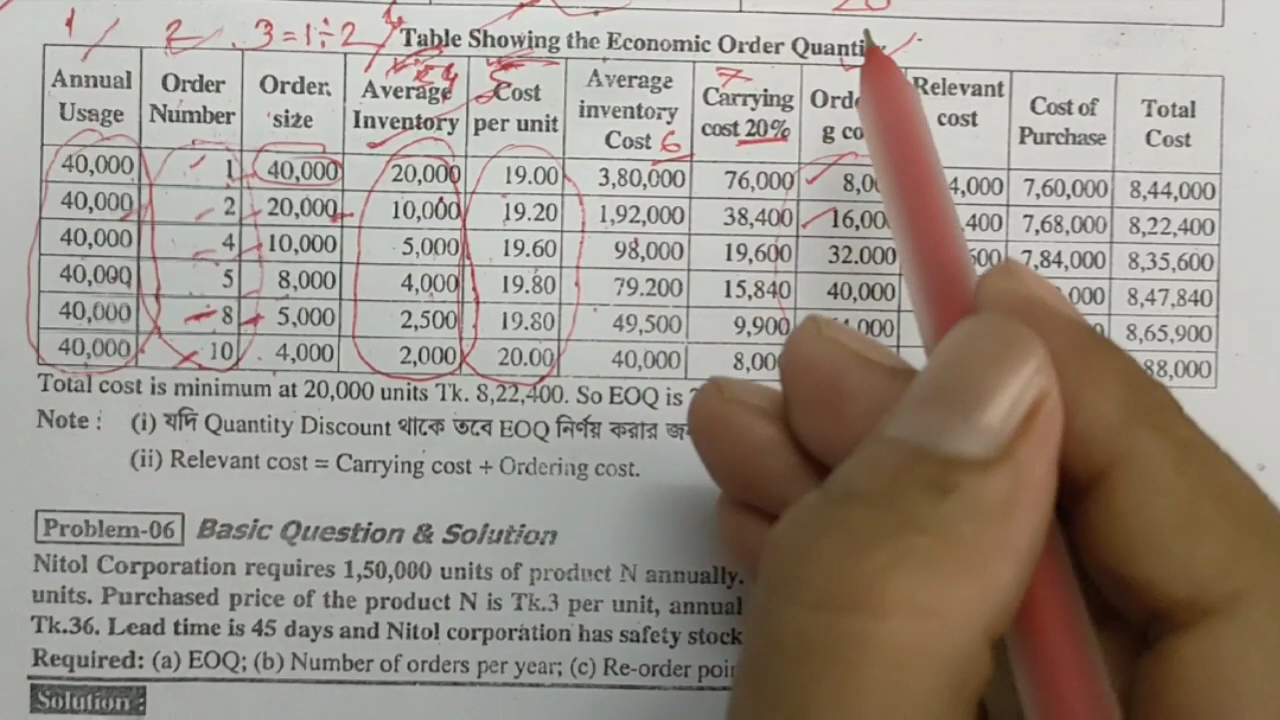 1 2 3=1÷2 4
Table Showing the Economic Order
Annual Usage | Order Number | Order. size | Average Inventory | Cost per unit | Average inventory Cost 6 | 7 Carrying cost 20% | | Relevant cost | Cost of Purchase | Total Cost
40,000 | 1 | 40,000 | 20,000 | 19.00 | 3,80,000 | 76,000 | | | 7,60,000 | 8,44,000
40,000 | 2 | 20,000 | 10,000 | 19.20 | 1,92,000 | 38,400 | | | 7,68,000 | 8,22,400
40,000 | 4 | 10,000 | 5,000 | 19.60 | 98,000 | 19,600 | 32.000 | | 7,84,000 | 8,35,600
40,000 | 5 | 8,000 | 4,000 | 19.80 | 79.200 | 15,840 | 40,000 | | | 8,47,840
40,000 | 8 | 5,000 | 2,500 | 19.80 | 49,500 | 9,900 | | | | 8,65,900
40,000 | 10 | 4,000 | 2,000 | 20.00 | 40,000 | | | | |
Total cost is minimum at 20,000 units Tk. 8,22,400. So EOQ is
Note : (i) যদি Quantity Discount থাকে তবে EOQ নির্ণয় করার
(ii) Relevant cost = Carrying cost + Ordering cost.
Problem-06 Basic Question & Solution
Nitol Corporation requires 1,50,000 units of product N annually.
units. Purchased price of the product N is Tk.3 per unit, annual
Tk.36. Lead time is 45 days and Nitol corporation has safety stock
Required: (a) EOQ; (b) Number of orders per year; (c) Re-order
Solution :